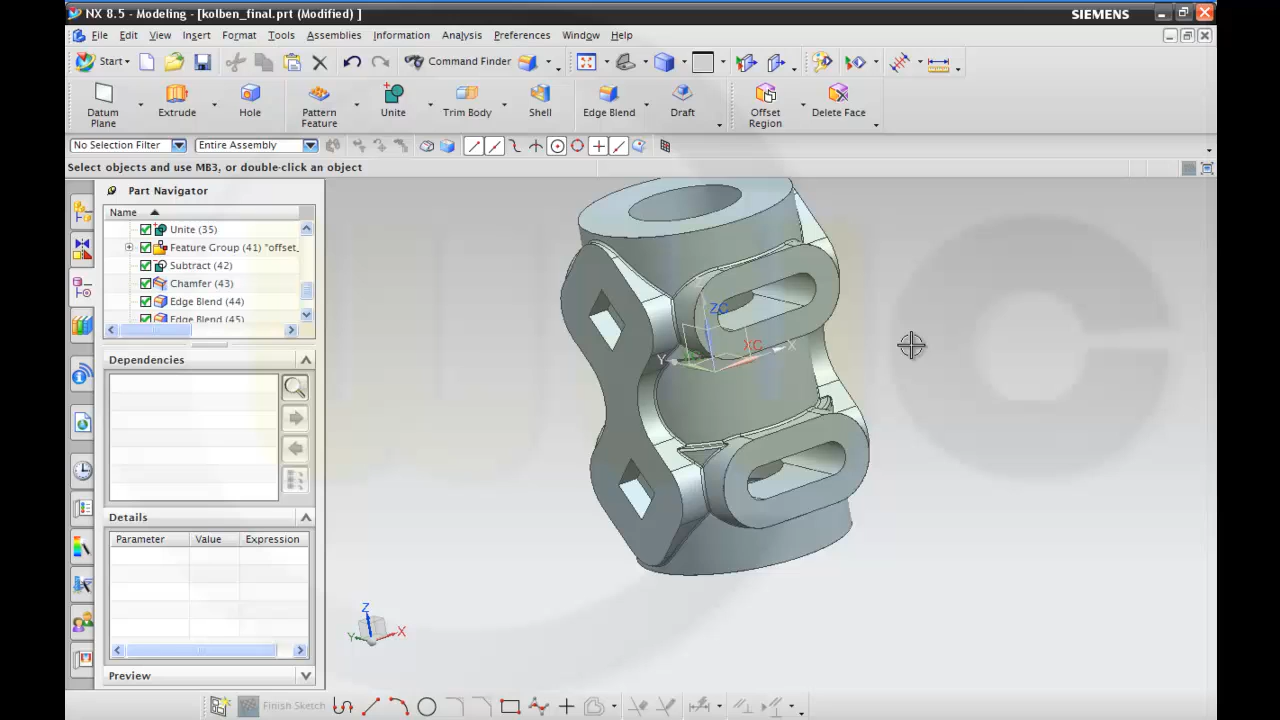 NX 8.5 - Modeling - [kolben_final.prt (Modified) ]
SIEMENS
File Edit View Insert Format Tools Assemblies Information Analysis Preferences Window Help
Start
Command Finder
Datum Plane
Extrude
Hole
Pattern Feature
Unite
Trim Body
Shell
Edge Blend
Draft
Offset Region
Delete Face
No Selection Filter
Entire Assembly
Select objects and use MB3, or double-click an object
Part Navigator
Name
Unite (35)
Feature Group (41) "offset_
Subtract (42)
Chamfer (43)
Edge Blend (44)
Edge Blend (45)
Dependencies
Details
Parameter Value Expression
Preview
ZC
XC
X
Y
Z
Y
X
Finish Sketch